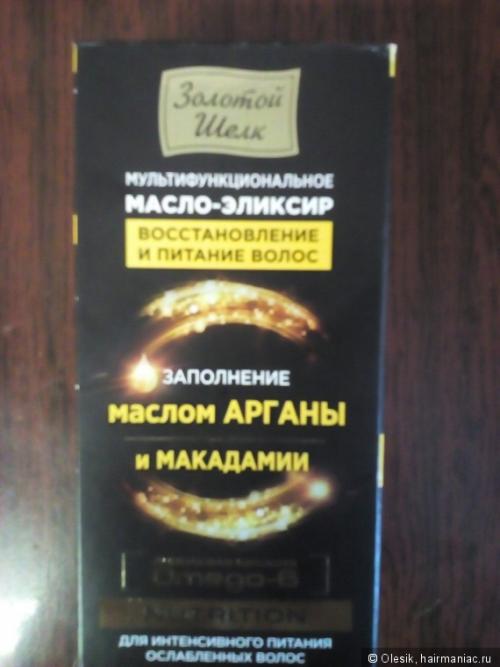 Золотой
Шелк
МУЛЬТИФУНКЦИОНАЛЬНОЕ
МАСЛО-ЭЛИКСИР
ВОССТАНОВЛЕНИЕ
И ПИТАНИЕ ВОЛОС
ЗАПОЛНЕНИЕ
маслом АРГАНЫ
и МАКАДАМИИ
Omega-6
NUTRITION
ДЛЯ ИНТЕНСИВНОГО ПИТАНИЯ
ОСЛАБЛЕННЫХ ВОЛОС
© Olesik, hairmaniac.ru